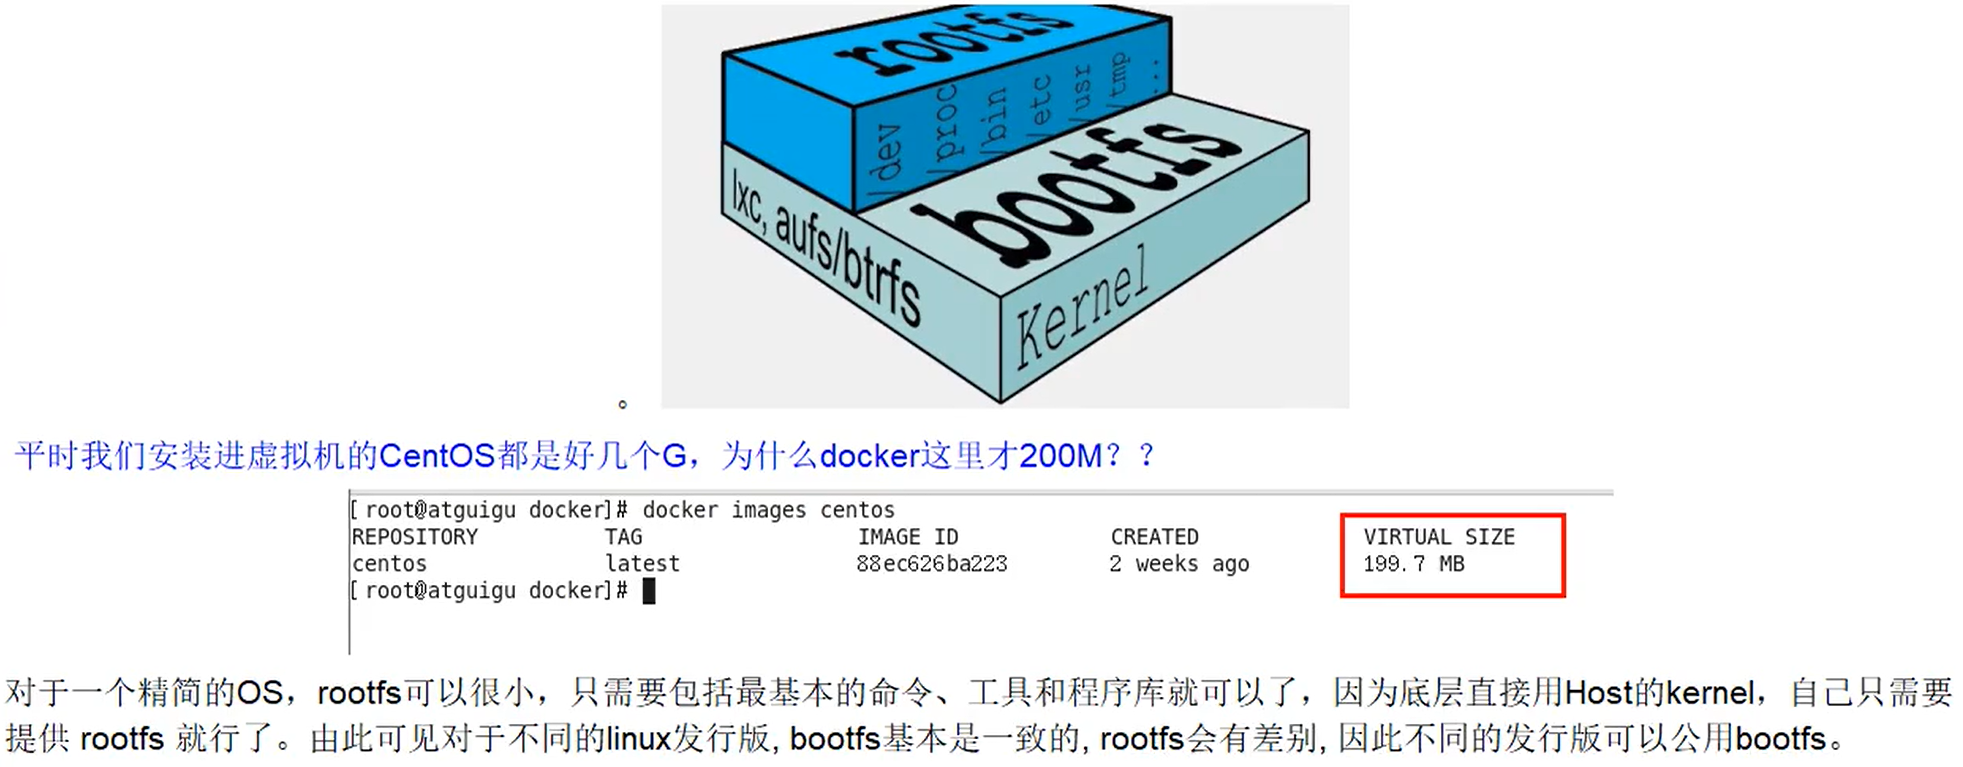 rootfs
/dev
/proc
/bin
/etc
/usr
/tmp
...
bootfs
lxc, aufs/btrfs
Kernel
。
平时我们安装进虚拟机的CentOS都是好几个G，为什么docker这里才200M？？
[root@atguigu docker]# docker images centos
REPOSITORY TAG IMAGE ID CREATED VIRTUAL SIZE
centos latest 88ec626ba223 2 weeks ago 199.7 MB
[root@atguigu docker]#
对于一个精简的OS，rootfs可以很小，只需要包括最基本的命令、工具和程序库就可以了，因为底层直接用Host的kernel，自己只需要
提供 rootfs 就行了。由此可见对于不同的linux发行版, bootfs基本是一致的, rootfs会有差别, 因此不同的发行版可以公用bootfs。